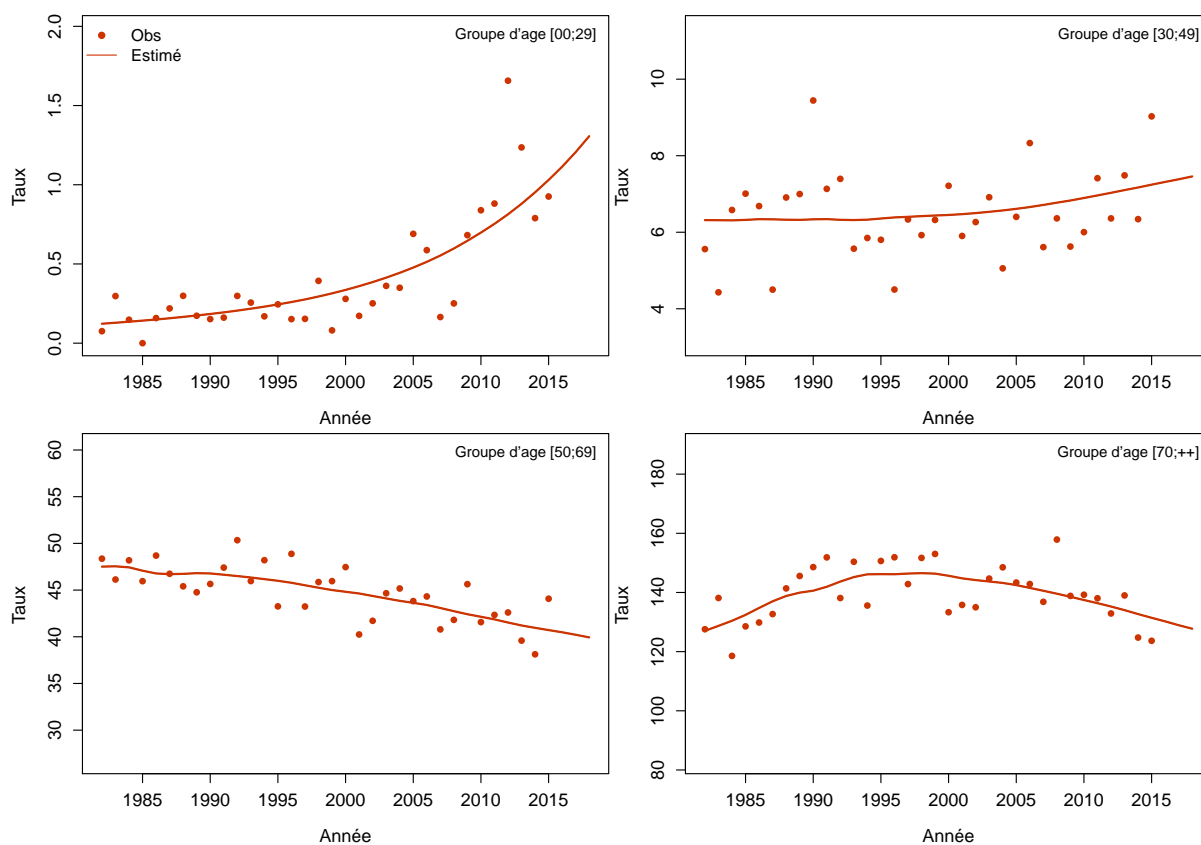 Groupe d'age [00;29]
Obs
Estimé
Taux
2.0
1.5
1.0
0.5
0.0
1985 1990 1995 2000 2005 2010 2015
Année
Groupe d'age [30;49]
Taux
10
8
6
4
1985 1990 1995 2000 2005 2010 2015
Année
Groupe d'age [50;69]
Taux
60
55
50
45
40
35
30
1985 1990 1995 2000 2005 2010 2015
Année
Groupe d'age [70;++]
Taux
180
160
140
120
100
80
1985 1990 1995 2000 2005 2010 2015
Année